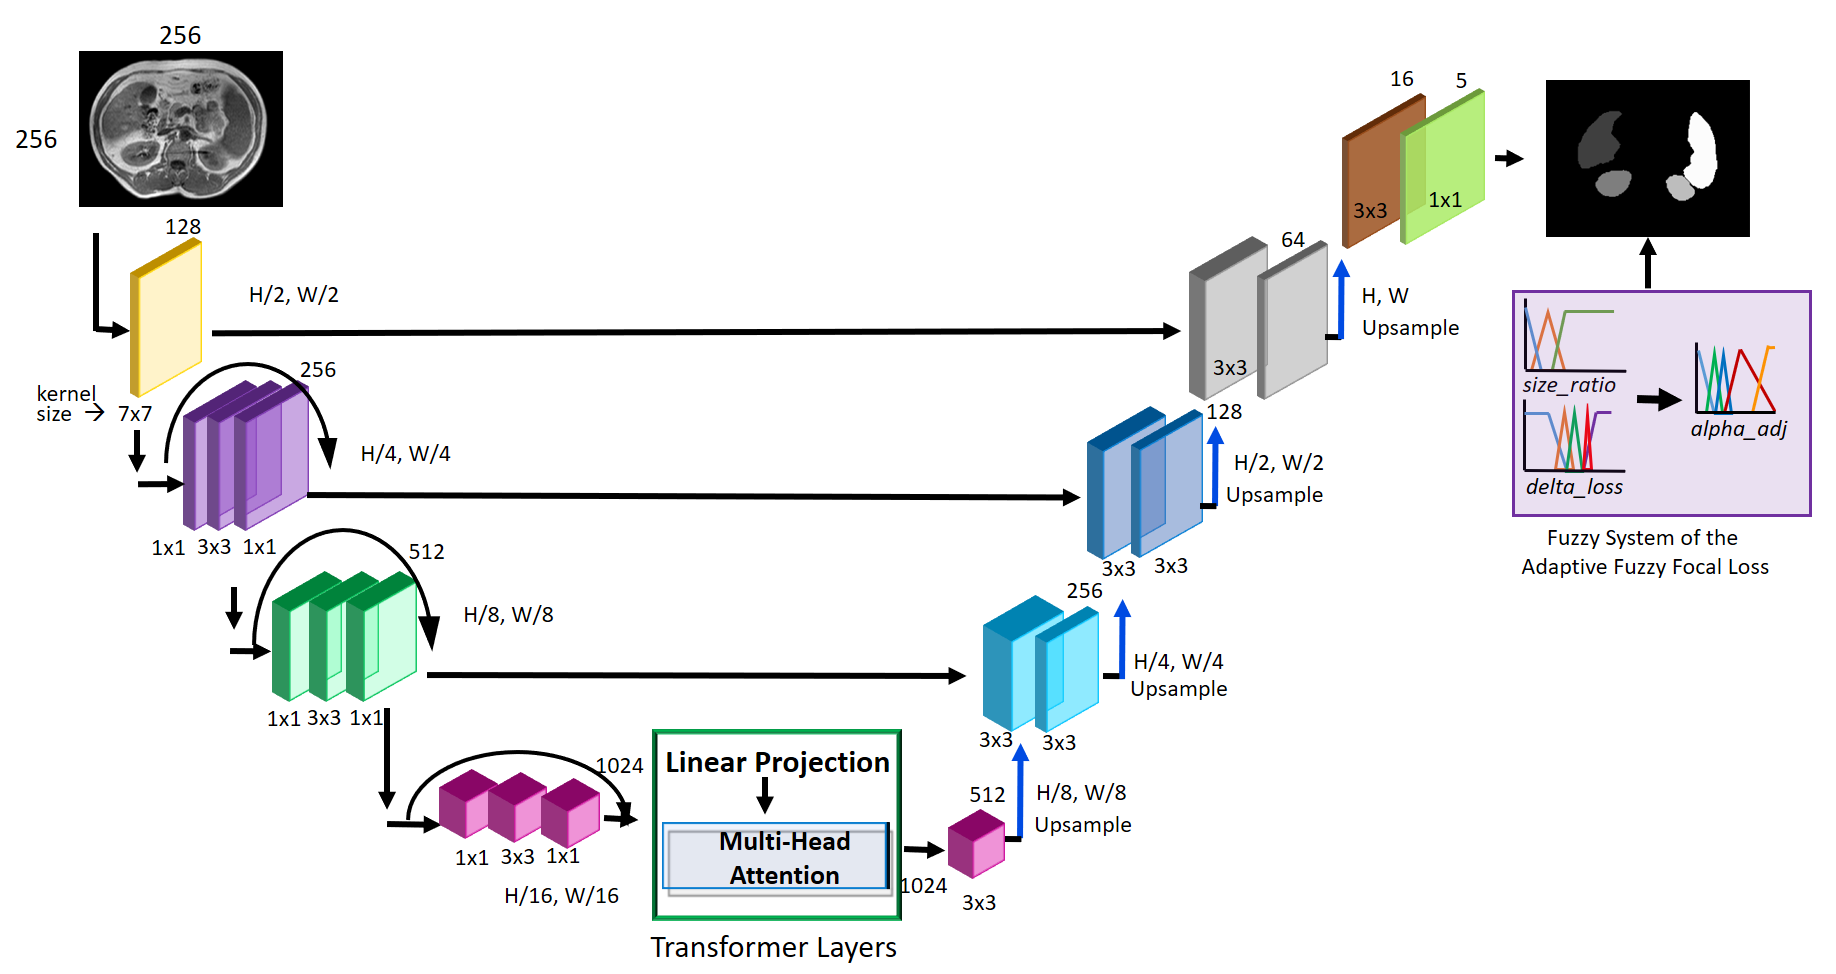 256
256
128
H/2, W/2
kernel
size → 7x7
256
H/4, W/4
1x1 3x3 1x1
512
H/8, W/8
1x1 3x3 1x1
1024
1x1 3x3 1x1
H/16, W/16
Linear Projection
Multi-Head
Attention
Transformer Layers
1024
512
3x3
H/8, W/8
Upsample
256
3x3 3x3
H/4, W/4
Upsample
128
3x3 3x3
H/2, W/2
Upsample
64
3x3
H, W
Upsample
16
5
3x3
1x1
size_ratio
delta_loss
alpha_adj
Fuzzy System of the
Adaptive Fuzzy Focal Loss